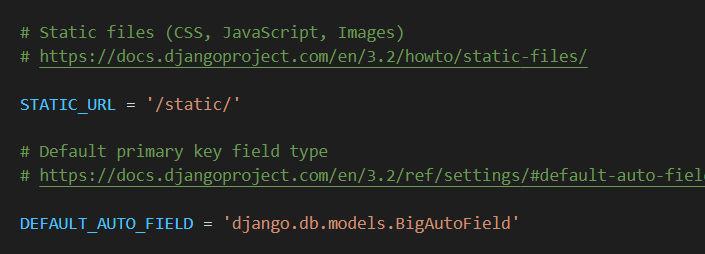 # Static files (CSS, JavaScript, Images)
# https://docs.djangoproject.com/en/3.2/howto/static-files/
STATIC_URL = '/static/'
# Default primary key field type
# https://docs.djangoproject.com/en/3.2/ref/settings/#default-auto-fiel
DEFAULT_AUTO_FIELD = 'django.db.models.BigAutoField'